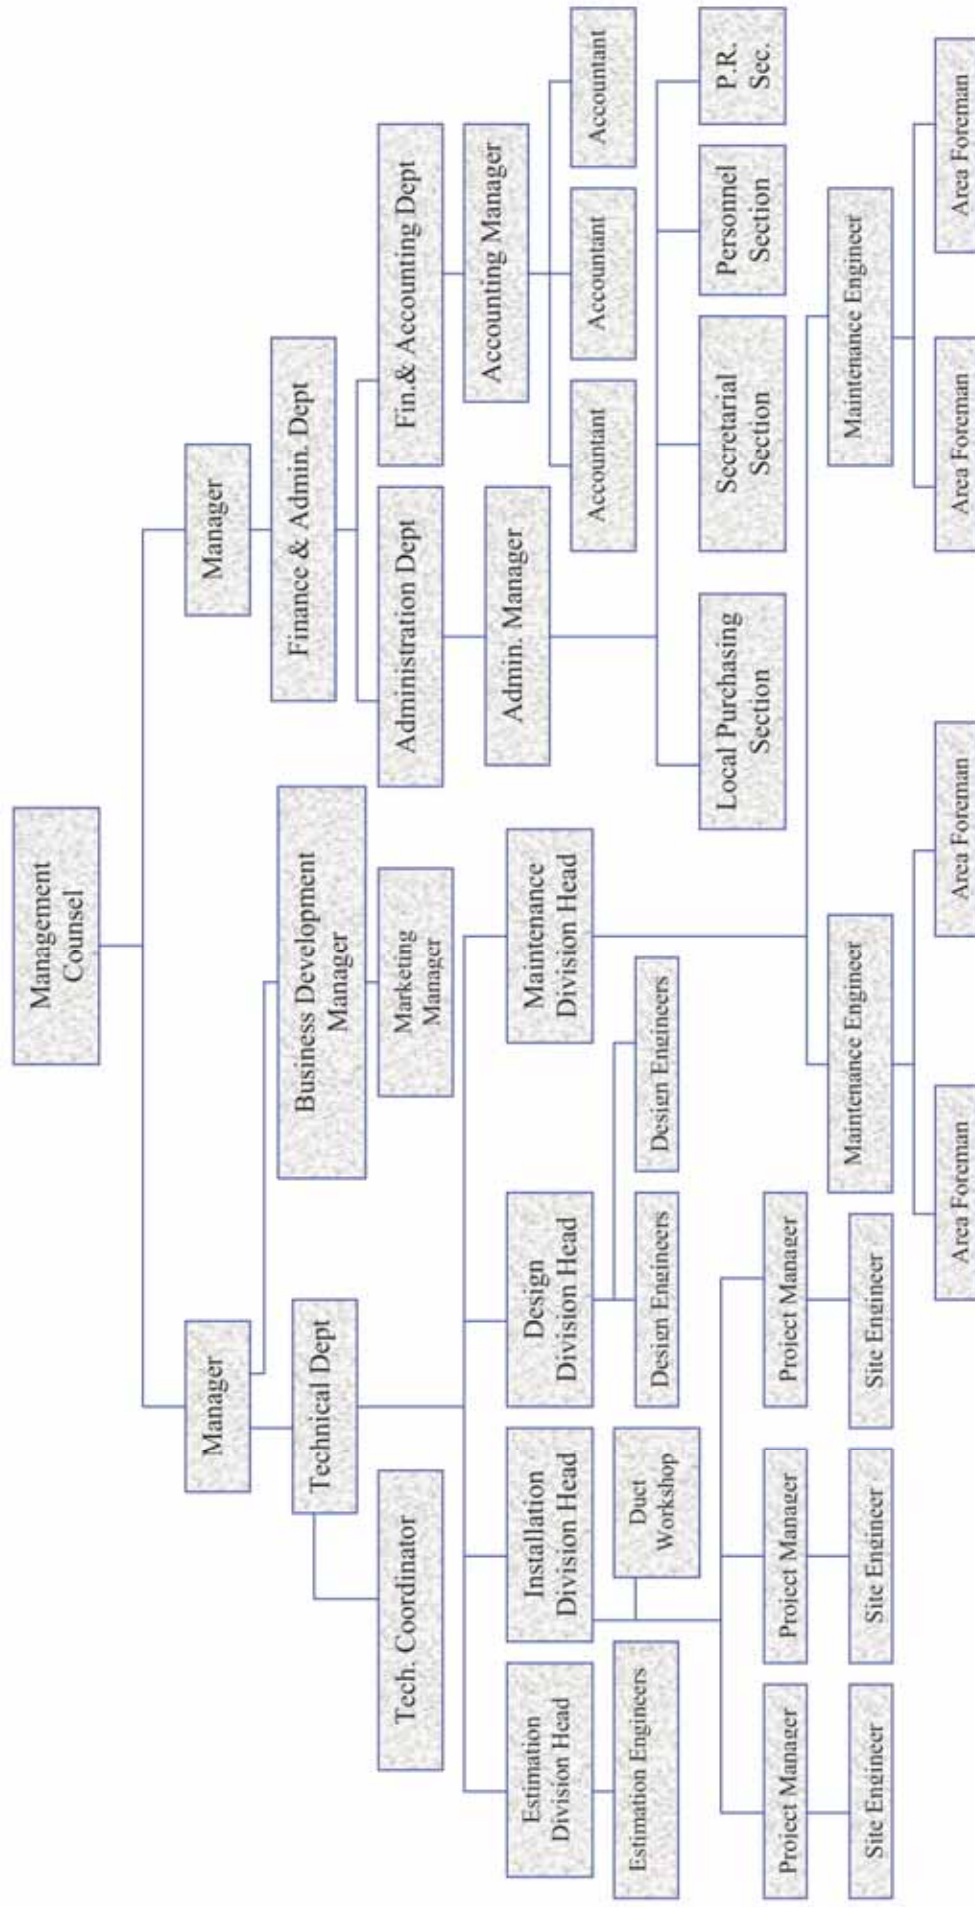 Management
Counsel
Manager
Manager
Technical Dept
Business Development
Manager
Finance & Admin. Dept
Tech. Coordinator
Marketing
Manager
Administration Dept
Fin.& Accounting Dept
Estimation
Division Head
Installation
Division Head
Design
Division Head
Maintenance
Division Head
Admin. Manager
Accounting Manager
Accountant
Accountant
Accountant
Estimation Engineers
Duct
Workshop
Design Engineers
Design Engineers
Local Purchasing
Section
Secretarial
Section
Personnel
Section
P.R.
Sec.
Project Manager
Project Manager
Project Manager
Site Engineer
Site Engineer
Site Engineer
Maintenance Engineer
Maintenance Engineer
Area Foreman
Area Foreman
Area Foreman
Area Foreman